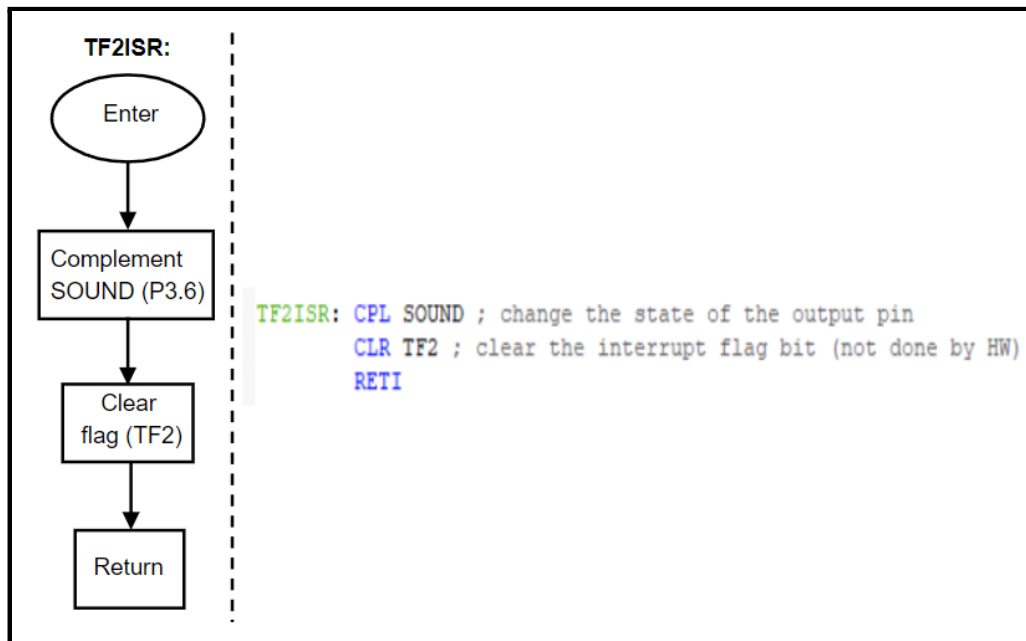 TF2ISR:
Enter
Complement
SOUND (P3.6)
Clear
flag (TF2)
Return
TF2ISR: CPL SOUND ; change the state of the output pin
CLR TF2 ; clear the interrupt flag bit (not done by HW)
RETI